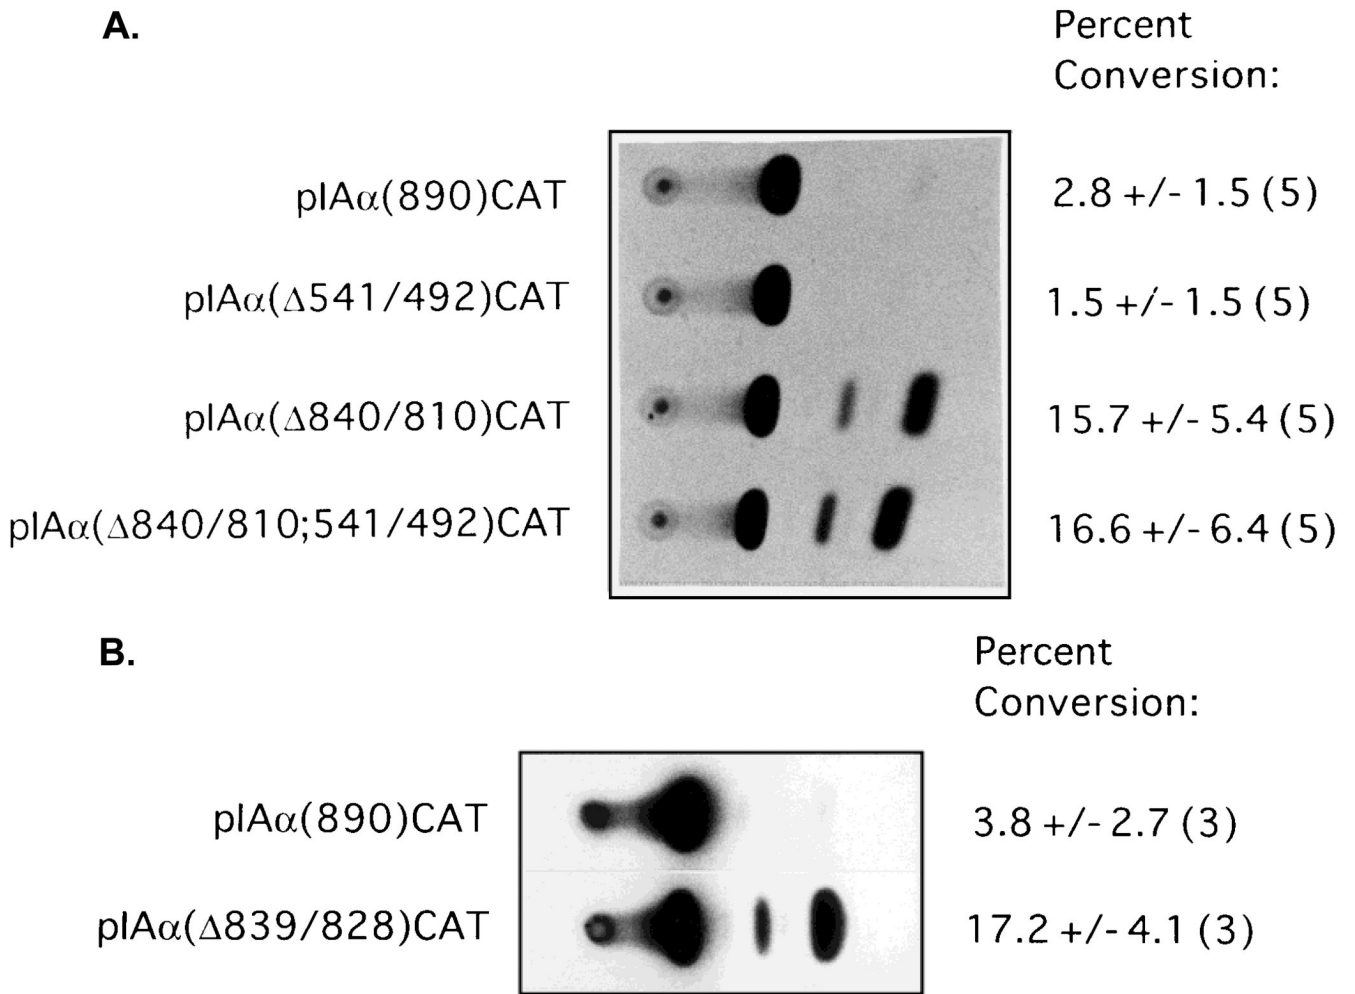 A.
Percent
Conversion:
pIAα(890)CAT
2.8 +/- 1.5 (5)
pIAα(Δ541/492)CAT
1.5 +/- 1.5 (5)
pIAα(Δ840/810)CAT
15.7 +/- 5.4 (5)
pIAα(Δ840/810;541/492)CAT
16.6 +/- 6.4 (5)
B.
Percent
Conversion:
pIAα(890)CAT
3.8 +/- 2.7 (3)
pIAα(Δ839/828)CAT
17.2 +/- 4.1 (3)